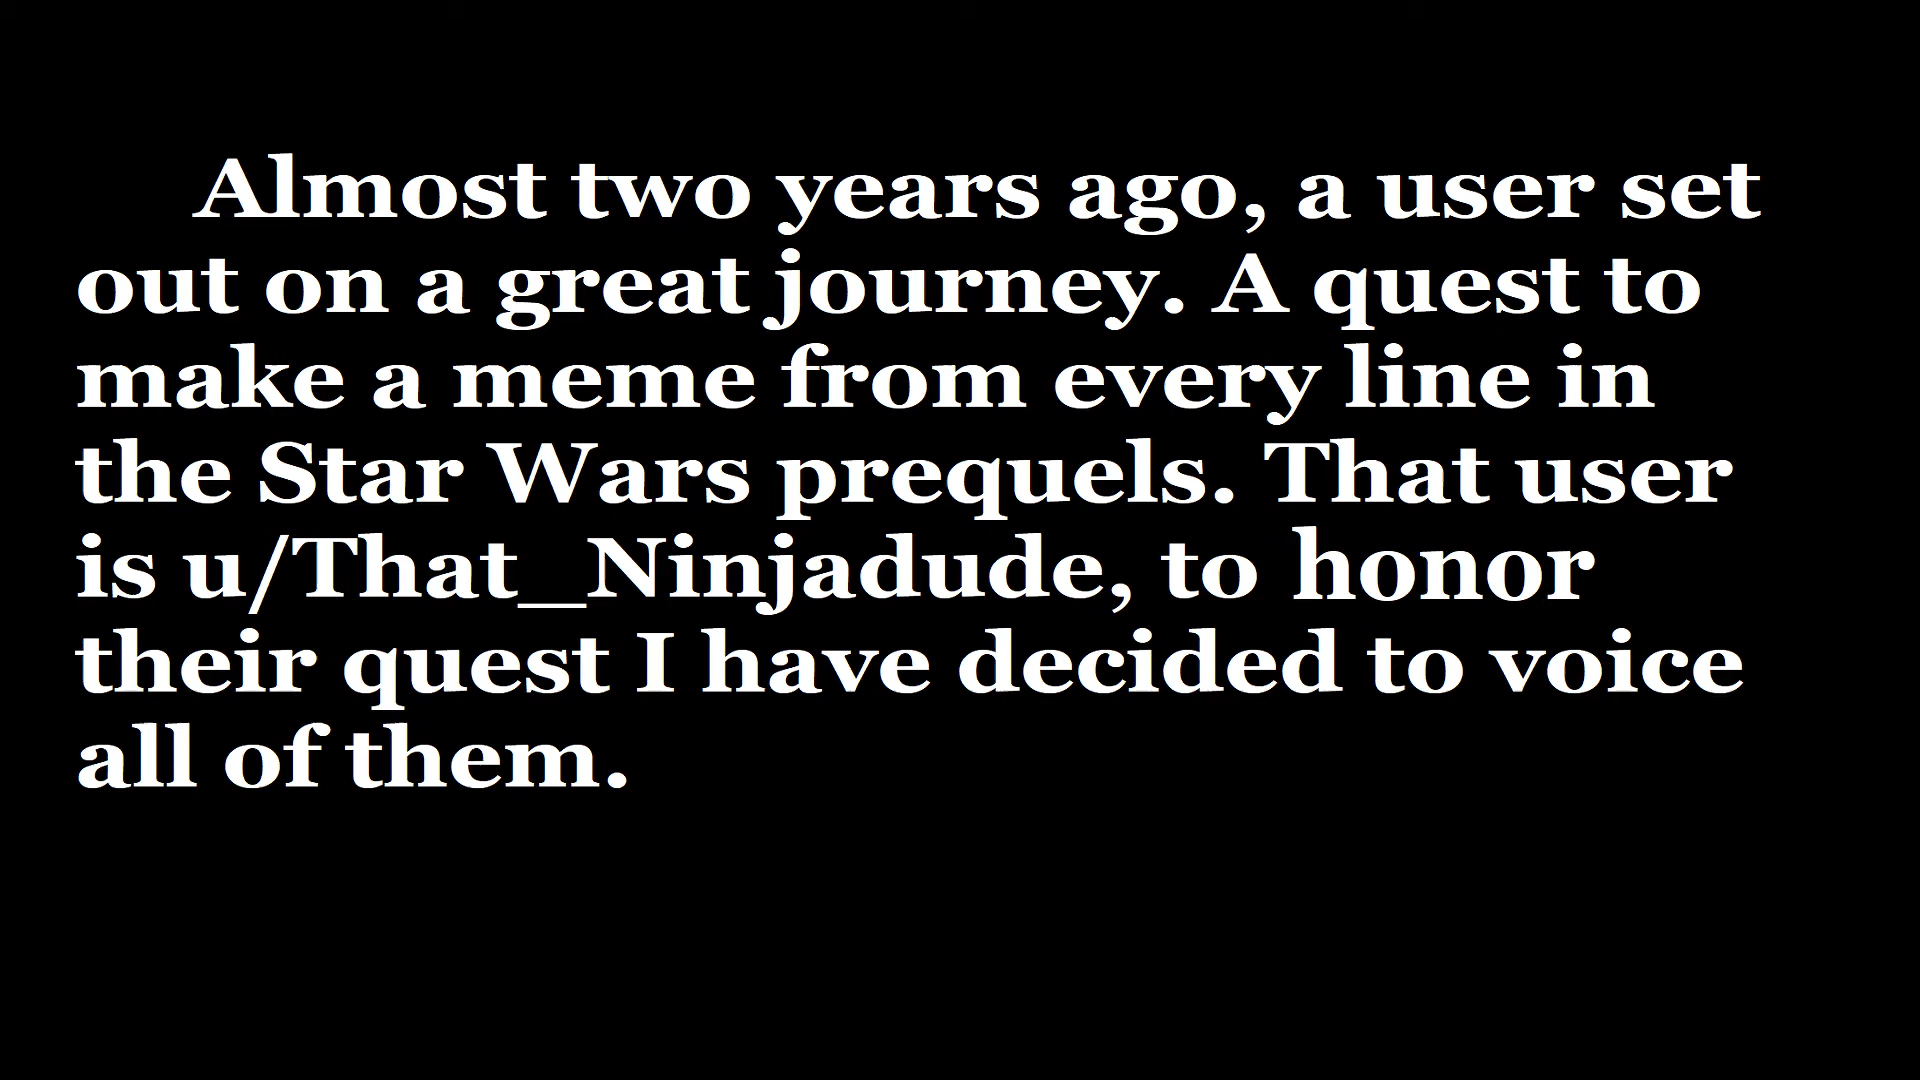 Almost two years ago, a user set
out on a great journey. A quest to
make a meme from every line in
the Star Wars prequels. That user
is u/That_Ninjadude, to honor
their quest I have decided to voice
all of them.